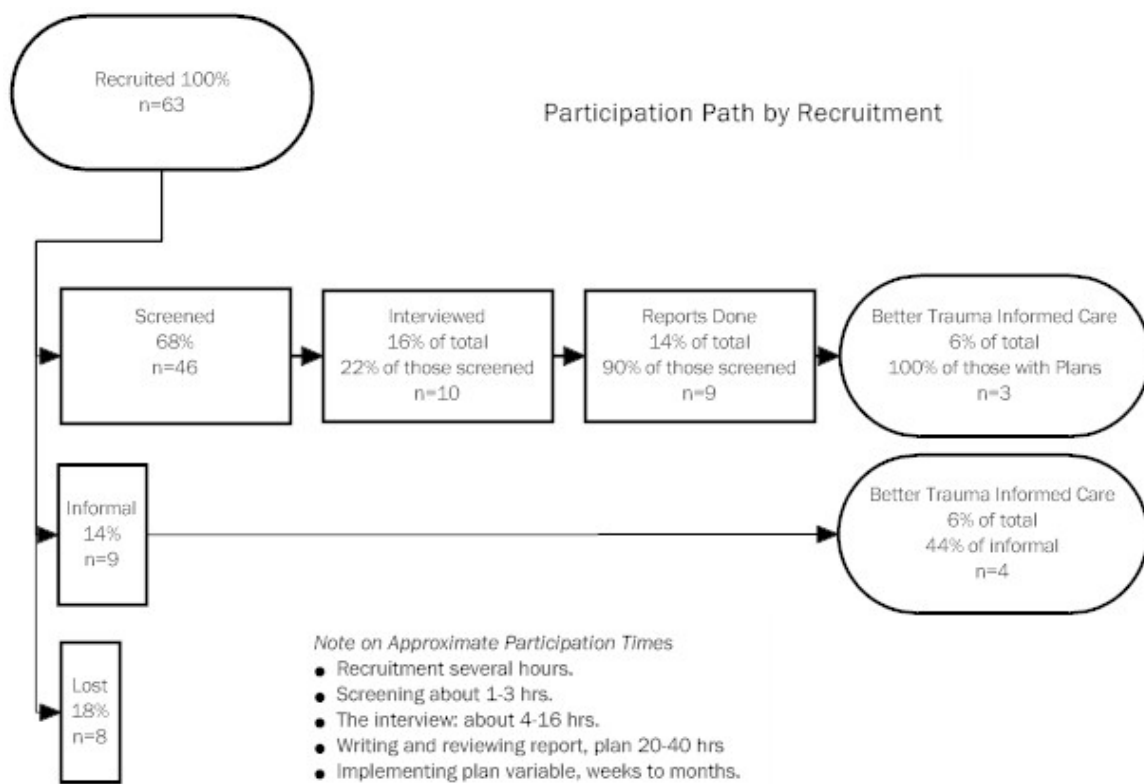 Recruited 100%
n=63
Participation Path by Recruitment
Screened
68%
n=46
Interviewed
16% of total
22% of those screened
n=10
Reports Done
14% of total
90% of those screened
n=9
Better Trauma Informed Care
6% of total
100% of those with Plans
n=3
Informal
14%
n=9
Better Trauma Informed Care
6% of total
44% of informal
n=4
Lost
18%
n=8
Note on Approximate Participation Times
● Recruitment several hours.
● Screening about 1-3 hrs.
● The interview: about 4-16 hrs.
● Writing and reviewing report, plan 20-40 hrs
● Implementing plan variable, weeks to months.